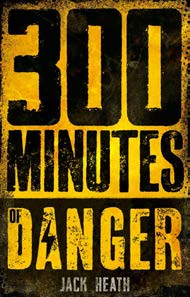 300
MINUTES
OF DANGER
JACK HEATH